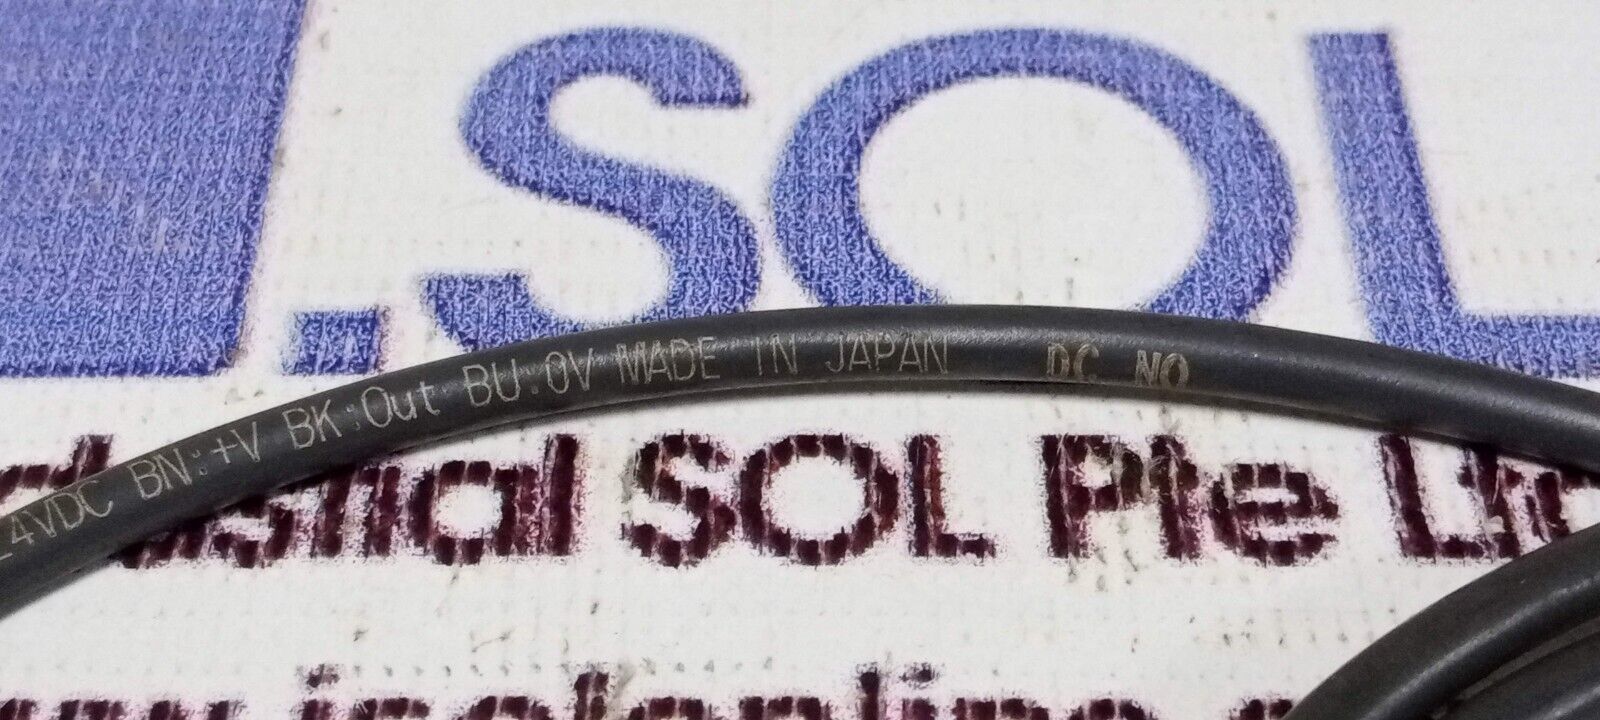 I.SOL
24VDC BN:+V BK:Out BU:0V MADE IN JAPAN DC NO
SOL Pte Ltd